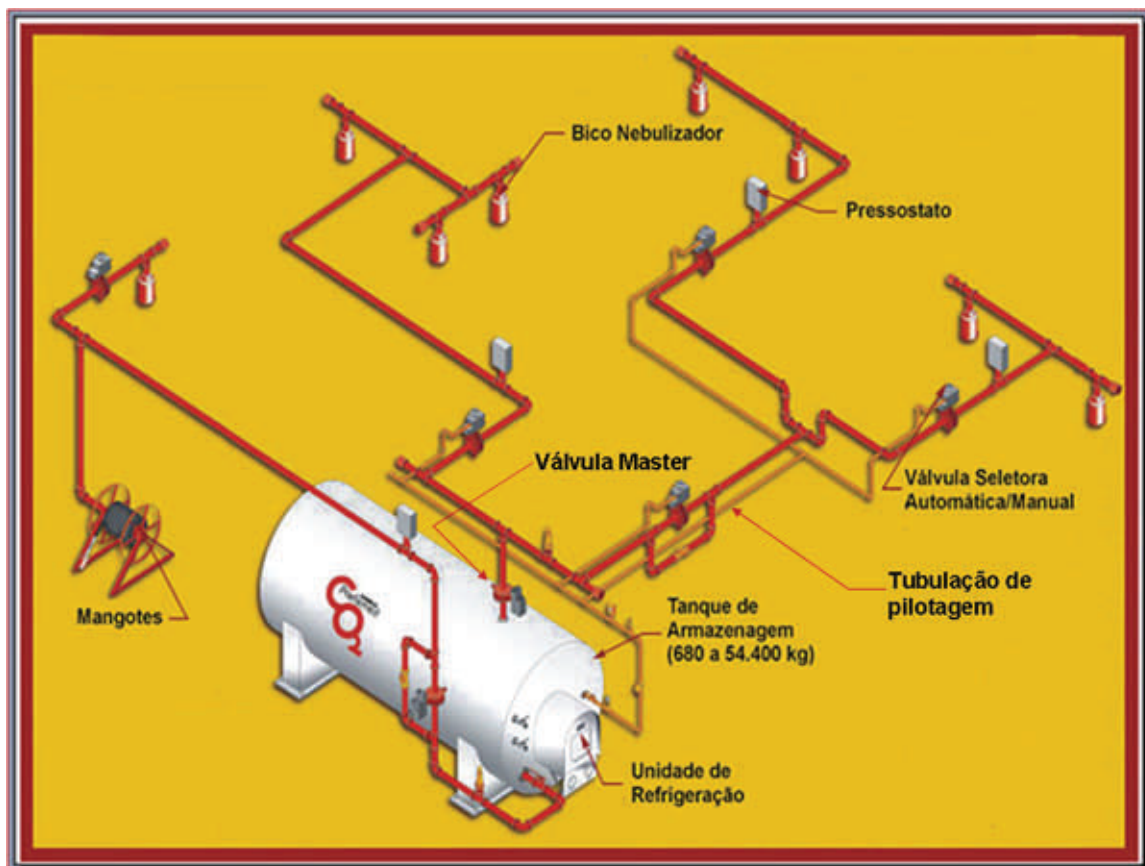 Bico Nebulizador
Pressostato
Válvula Master
Válvula Seletora
Automática/Manual
Tubulação de
pilotagem
Mangotes
CO2
Tanque de
Armazenagem
(680 a 54.400 kg)
Unidade de
Refrigeração